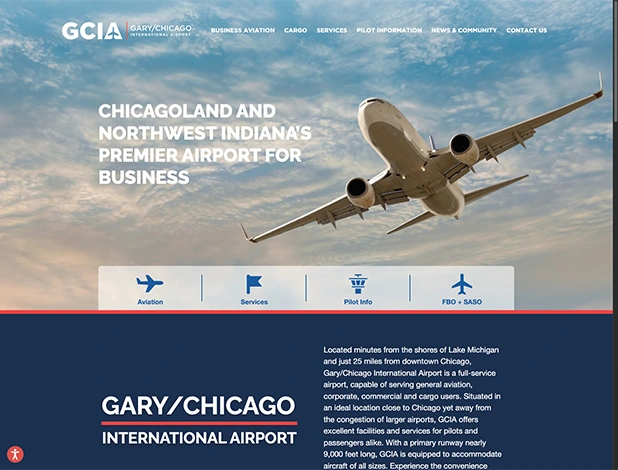 GCIA GARY/CHICAGO
INTERNATIONAL AIRPORT
BUSINESS AVIATION CARGO SERVICES PILOT INFORMATION NEWS & COMMUNITY CONTACT US
CHICAGOLAND AND
NORTHWEST INDIANA'S
PREMIER AIRPORT FOR
BUSINESS
Aviation Services Pilot Info FBO + SASO
GARY/CHICAGO
INTERNATIONAL AIRPORT
Located minutes from the shores of Lake Michigan
and just 25 miles from downtown Chicago,
Gary/Chicago International Airport is a full-service
airport, capable of serving general aviation,
corporate, commercial and cargo users. Situated in
an ideal location close to Chicago yet away from
the congestion of larger airports, GCIA offers
excellent facilities and services for pilots and
passengers alike. With a primary runway nearly
9,000 feet long, GCIA is equipped to accommodate
aircraft of all sizes. Experience the convenience